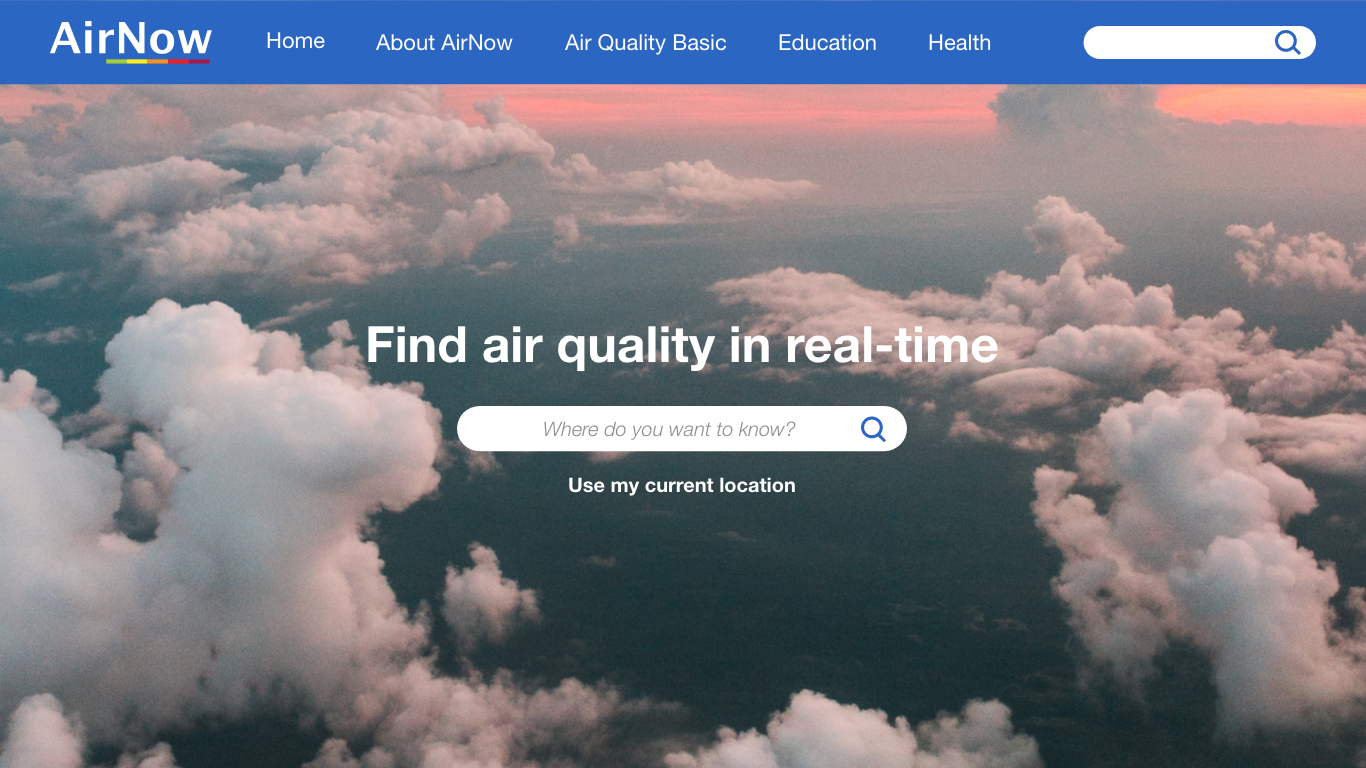 AirNow
Home
About AirNow
Air Quality Basic
Education
Health
Find air quality in real-time
Where do you want to know?
Use my current location